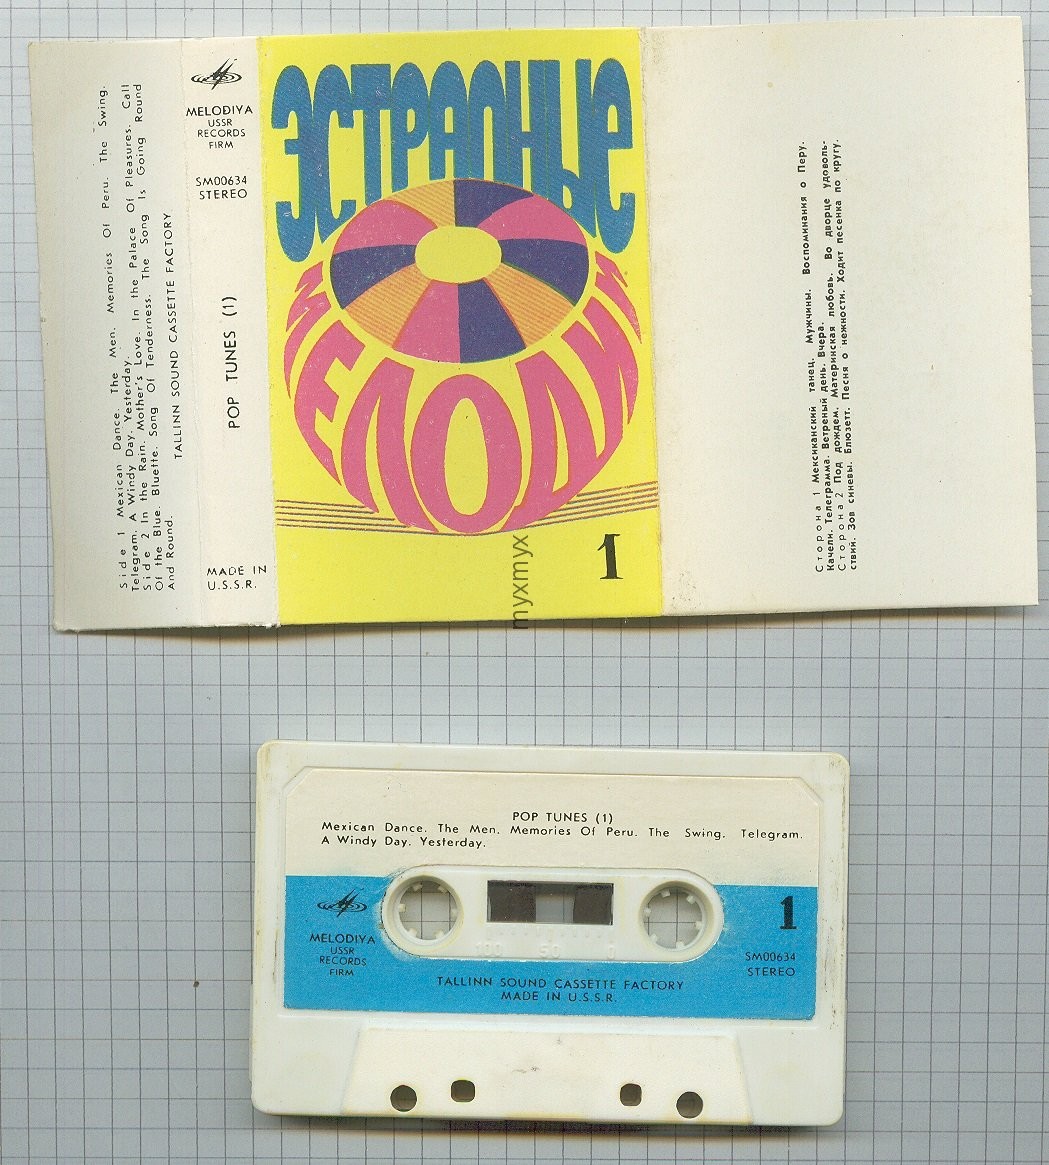 Side 1 Mexican Dance. The Men. Memories Of Peru. The Swing.
Telegram. A Windy Day. Yesterday.
Side 2 In the Rain. Mother's Love. In the Palace Of Pleasures. Call
Of the Blue. Bluette. Song Of Tenderness. The Song Is Going Round
And Round.
TALLINN SOUND CASSETTE FACTORY
MELODIYA
USSR
RECORDS
FIRM
SM00634
STEREO
POP TUNES (1)
MADE IN
U.S.S.R.
ЭСТРАДНЫЕ
МЕЛОДИИ
1
myxmyx
Сторона 1 Мексиканский танец. Мужчины. Воспоминания о Перу.
Качели. Телеграмма. Ветреный день. Вчера.
Сторона 2 Под дождем. Материнская любовь. Во дворце удоволь-
ствий. Зов синевы. Блюзетт. Песня о нежности. Ходит песенка по кругу.
POP TUNES (1)
Mexican Dance. The Men. Memories Of Peru. The Swing. Telegram.
A Windy Day. Yesterday.
MELODIYA
USSR
RECORDS
FIRM
1
SM00634
STEREO
100 50 0
TALLINN SOUND CASSETTE FACTORY
MADE IN U.S.S.R.